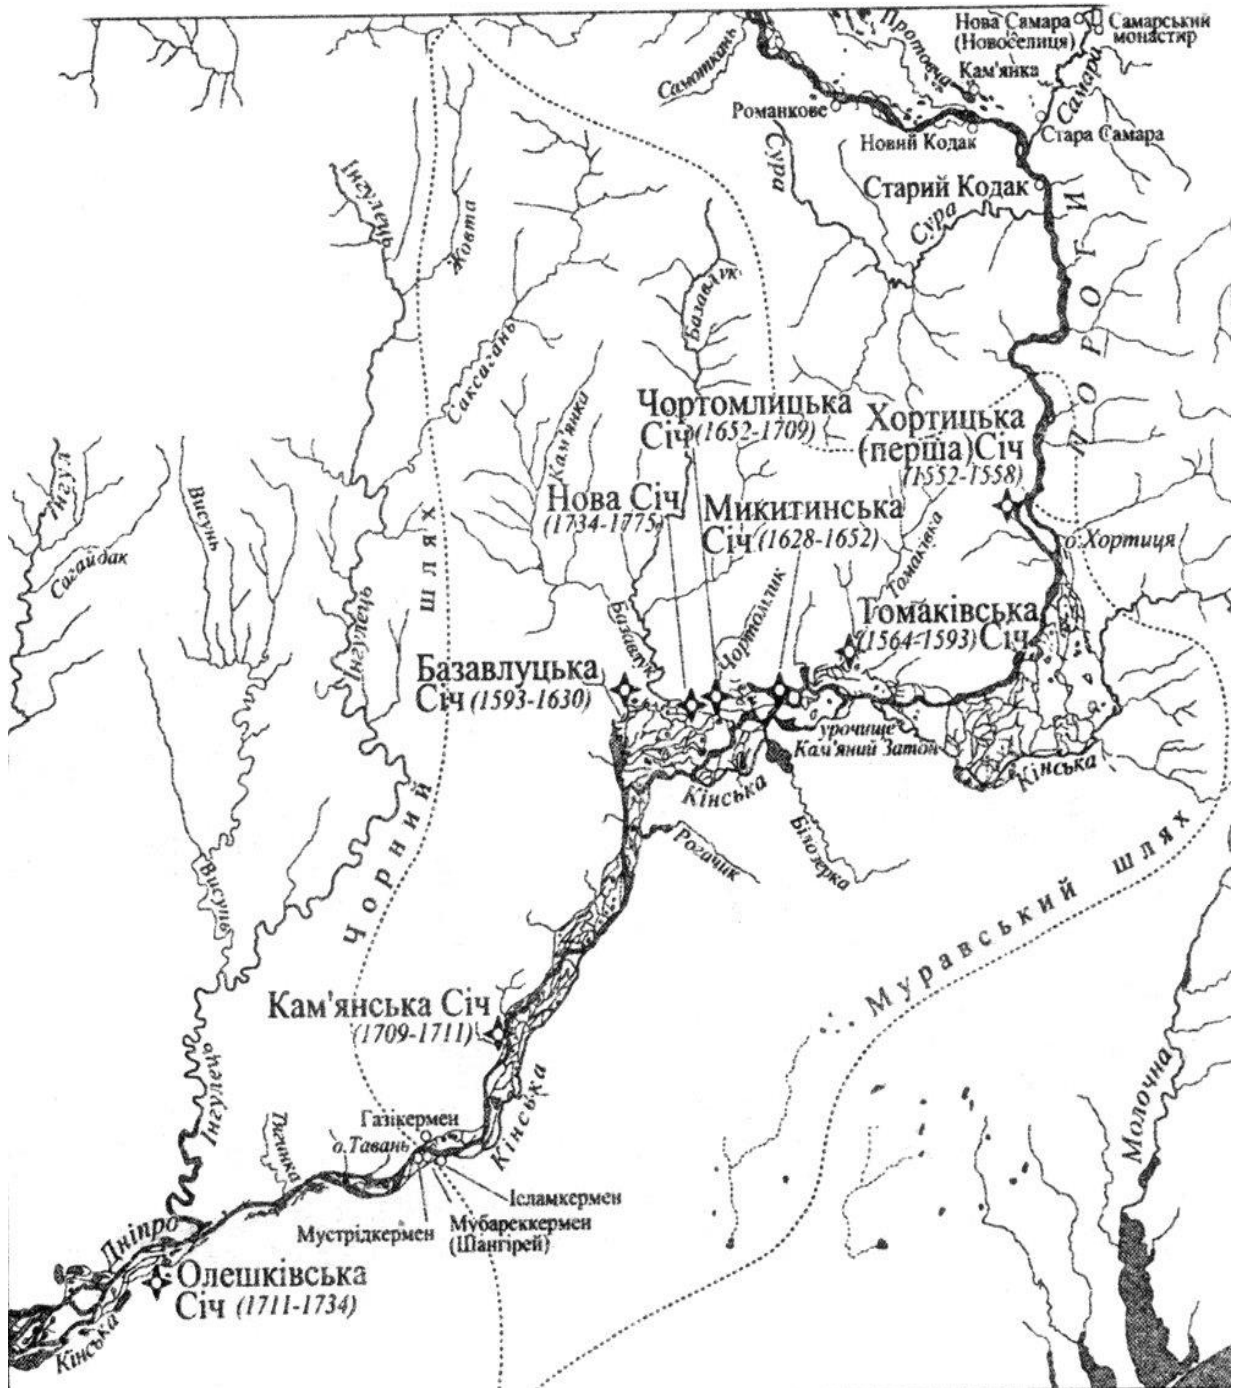 Нова Самара
(Новоселиця)
Самарський
монастир
Протовча
Самоткань
Кам'янка
Самара
Романкове
Новий Кодак
Стара Самара
Сура
Старий Кодак
Сура
ПОРОГИ
Інгулець
Жовта
Базавлук
Саксагань
Кам'янка
Чортомлицька
Січ (1652-1709)
Хортицька
(перша)Січ
(1552-1558)
Нова Січ
(1734-1775)
Микитинська
Січ (1628-1652)
Інгул
Висунь
Сагайдак
Томаківка
о.Хортиця
Інгулець
Базавлук
Чортомлик
Томаківська
(1564-1593) Січ
Базавлуцька
Січ (1593-1630)
урочище
Кам'яний Затон
Кінська
Кінська
Рогачик
Білозерка
Чорний шлях
Муравський шлях
Висунь
Кам'янська Січ
(1709-1711)
Інгулець
Тягинка
Газікермен
о.Тавань
Кінська
Молочна
Ісламкермен
Мустрідкермен
Мубареккермен
(Шангірей)
Дніпро
Олешківська
Січ (1711-1734)
Кінська